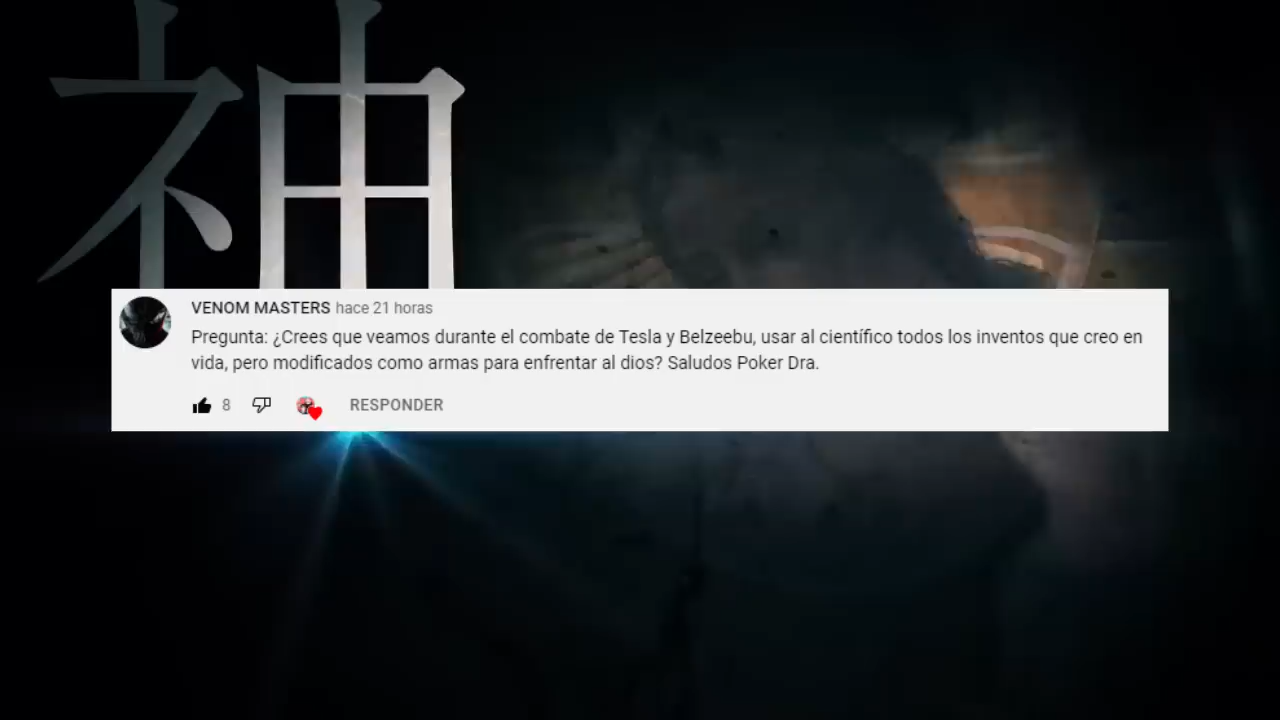 神
VENOM MASTERS hace 21 horas
Pregunta: ¿Crees que veamos durante el combate de Tesla y Belzeebu, usar al científico todos los inventos que creo en
vida, pero modificados como armas para enfrentar al dios? Saludos Poker Dra.
8 RESPONDER